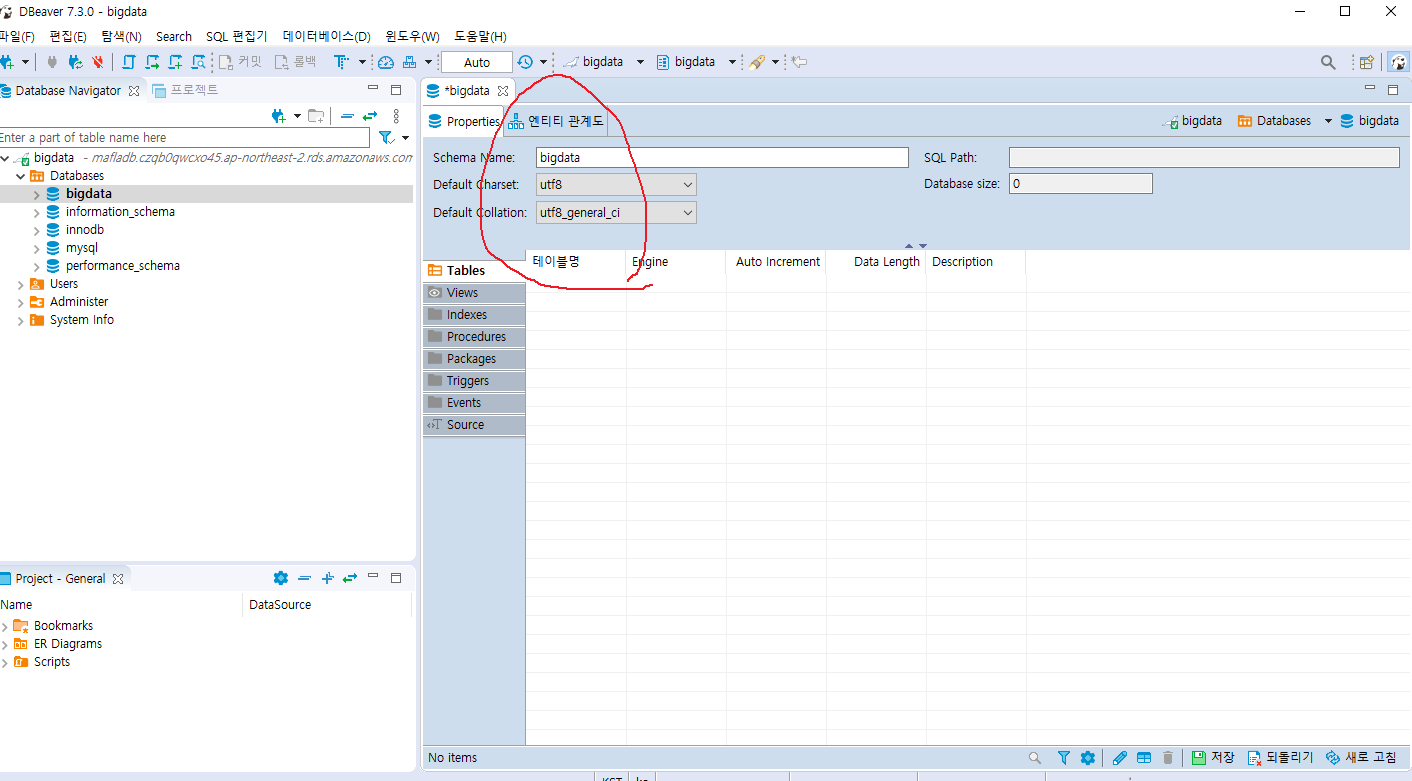 DBeaver 7.3.0 - bigdata
파일(F) 편집(E) 탐색(N) Search SQL 편집기 데이터베이스(D) 윈도우(W) 도움말(H)
커밋 롤백 Auto bigdata bigdata
Database Navigator 프로젝트
Enter a part of table name here
bigdata - mafladb.czqb0qwcxo45.ap-northeast-2.rds.amazonaws.com
Databases
bigdata
information_schema
innodb
mysql
performance_schema
Users
Administer
System Info
Project - General
Name DataSource
Bookmarks
ER Diagrams
Scripts
*bigdata
Properties 엔티티 관계도 bigdata Databases bigdata
Schema Name: bigdata SQL Path:
Default Charset: utf8 Database size: 0
Default Collation: utf8_general_ci
테이블명 Engine Auto Increment Data Length Description
Tables
Views
Indexes
Procedures
Packages
Triggers
Events
Source
No items 저장 되돌리기 새로 고침
KST ko